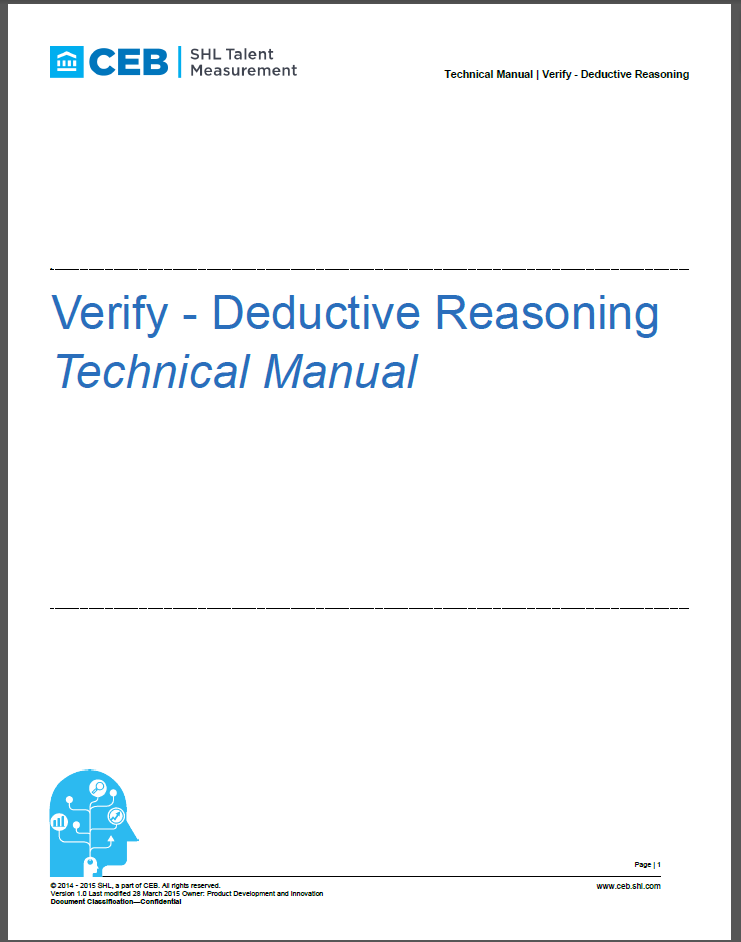 CEB
SHL Talent
Measurement
Technical Manual | Verify - Deductive Reasoning
Verify - Deductive Reasoning
Technical Manual
Page | 1
© 2014 - 2015 SHL, a part of CEB. All rights reserved.
www.ceb.shl.com
Version 1.0 Last modified 28 March 2015 Owner: Product Development and Innovation
Document Classification—Confidential